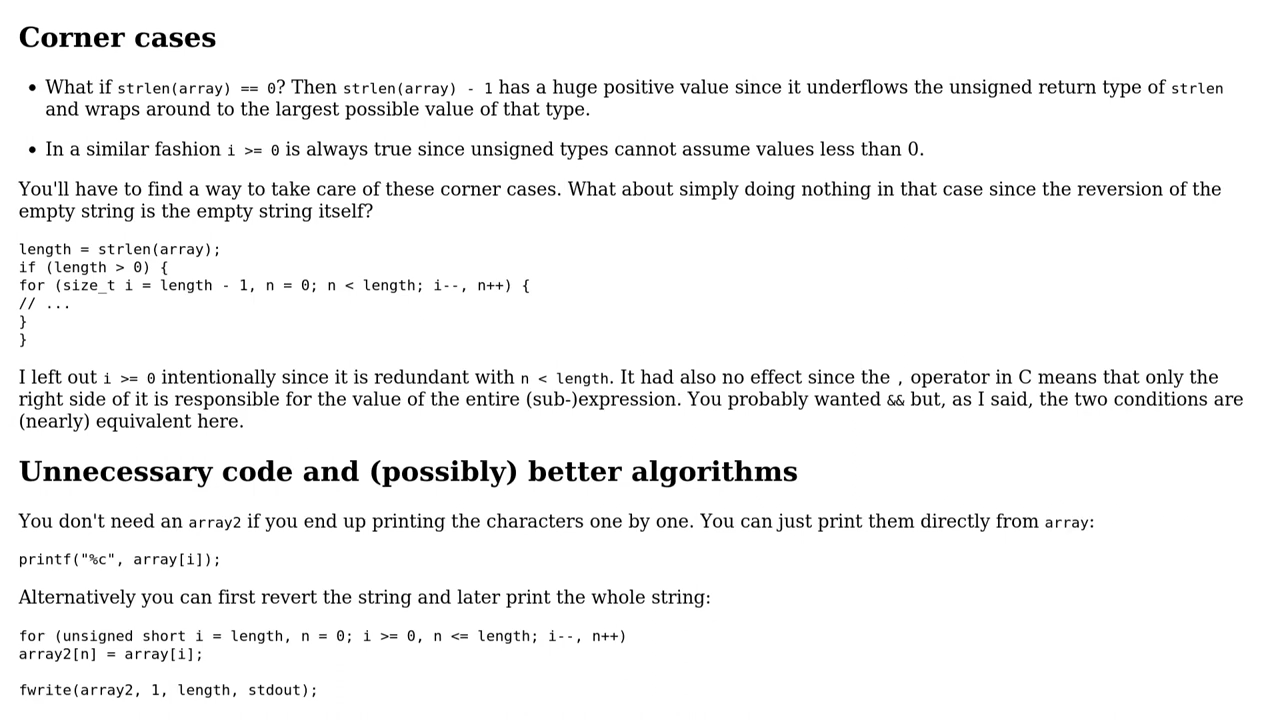 Corner cases
• What if strlen(array) == 0? Then strlen(array) - 1 has a huge positive value since it underflows the unsigned return type of strlen
and wraps around to the largest possible value of that type.
• In a similar fashion i >= 0 is always true since unsigned types cannot assume values less than 0.
You'll have to find a way to take care of these corner cases. What about simply doing nothing in that case since the reversion of the
empty string is the empty string itself?
length = strlen(array);
if (length > 0) {
for (size_t i = length - 1, n = 0; n < length; i--, n++) {
// ...
}
}
I left out i >= 0 intentionally since it is redundant with n < length. It had also no effect since the , operator in C means that only the
right side of it is responsible for the value of the entire (sub-)expression. You probably wanted && but, as I said, the two conditions are
(nearly) equivalent here.
Unnecessary code and (possibly) better algorithms
You don't need an array2 if you end up printing the characters one by one. You can just print them directly from array:
printf("%c", array[i]);
Alternatively you can first revert the string and later print the whole string:
for (unsigned short i = length, n = 0; i >= 0, n <= length; i--, n++)
array2[n] = array[i];
fwrite(array2, 1, length, stdout);